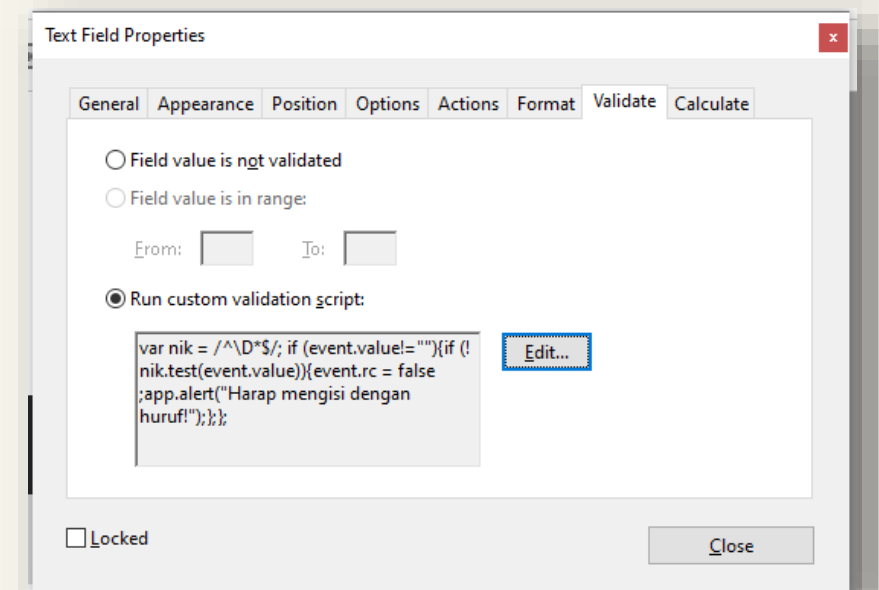 Text Field Properties
x
General Appearance Position Options Actions Format Validate Calculate
Field value is not validated
Field value is in range:
From: To:
Run custom validation script:
var nik = /^\D*$/; if (event.value!=""){if (!
nik.test(event.value)){event.rc = false
;app.alert("Harap mengisi dengan
huruf!");};};
Edit...
Locked
Close